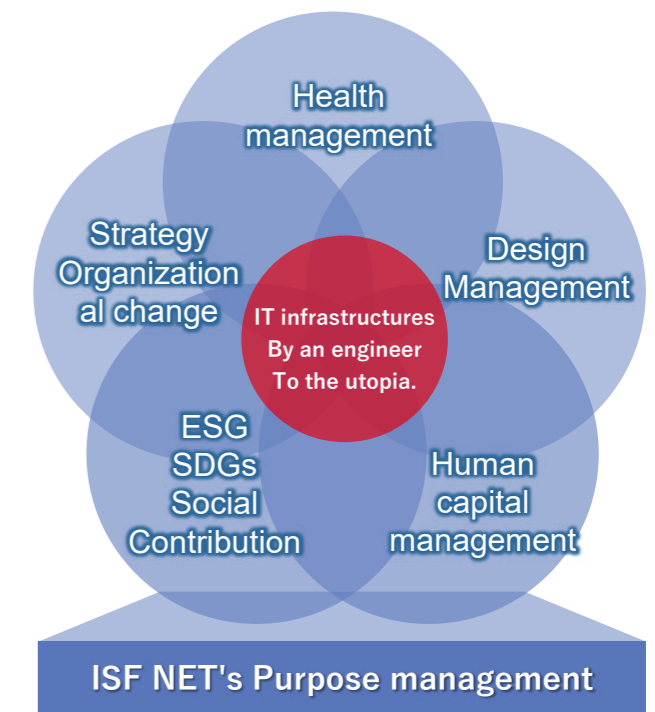 Health
management
Strategy
Organization
al change
Design
Management
IT infrastructures
By an engineer
To the utopia.
ESG
SDGs
Social
Contribution
Human
capital
management
ISF NET's Purpose management